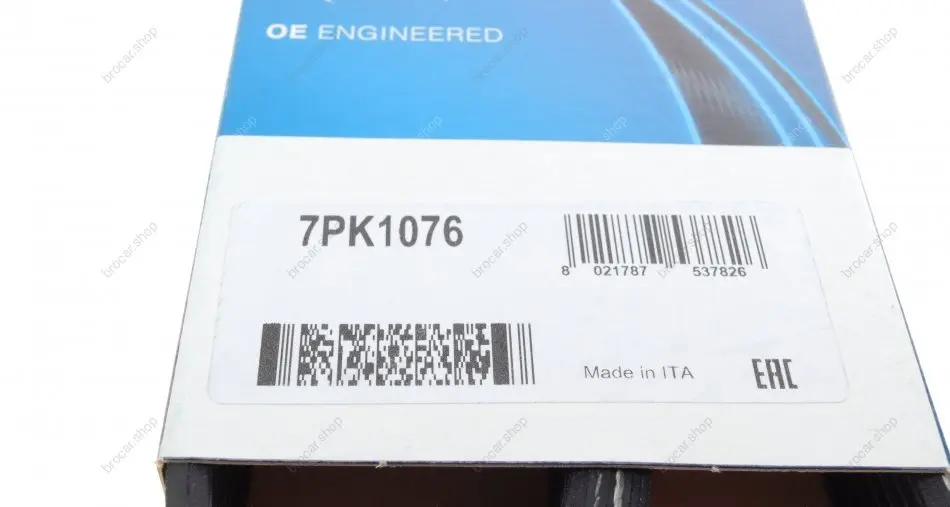 OE ENGINEERED
7PK1076
8 021787 537826
Made in ITA
EAC
brocar.shop